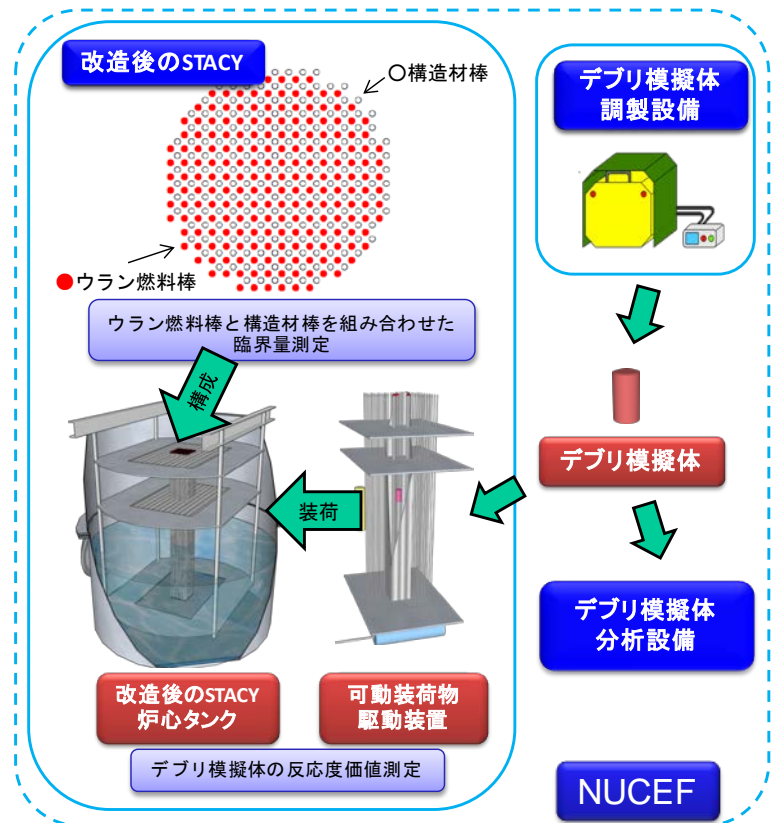 改造後のSTACY
〇構造材棒
●ウラン燃料棒
ウラン燃料棒と構造材棒を組み合わせた
臨界量測定
構成
装荷
改造後のSTACY
炉心タンク
可動装荷物
駆動装置
デブリ模擬体の反応度価値測定
デブリ模擬体
調製設備
デブリ模擬体
デブリ模擬体
分析設備
NUCEF